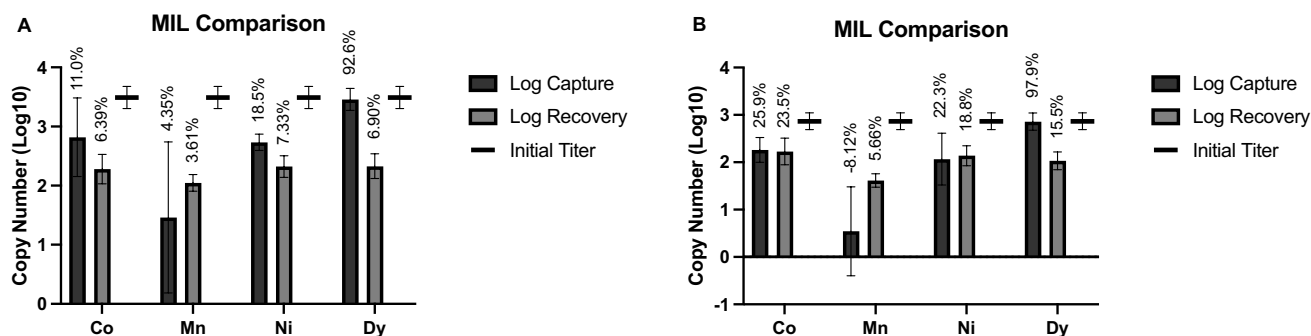 A
MIL Comparison
Copy Number (Log10)
4
3
2
1
0
11.0%
6.39%
4.35%
3.61%
18.5%
7.33%
92.6%
6.90%
Co
Mn
Ni
Dy
Log Capture
Log Recovery
Initial Titer
B
MIL Comparison
Copy Number (Log10)
4
3
2
1
0
-1
25.9%
23.5%
-8.12%
5.66%
22.3%
18.8%
97.9%
15.5%
Co
Mn
Ni
Dy
Log Capture
Log Recovery
Initial Titer